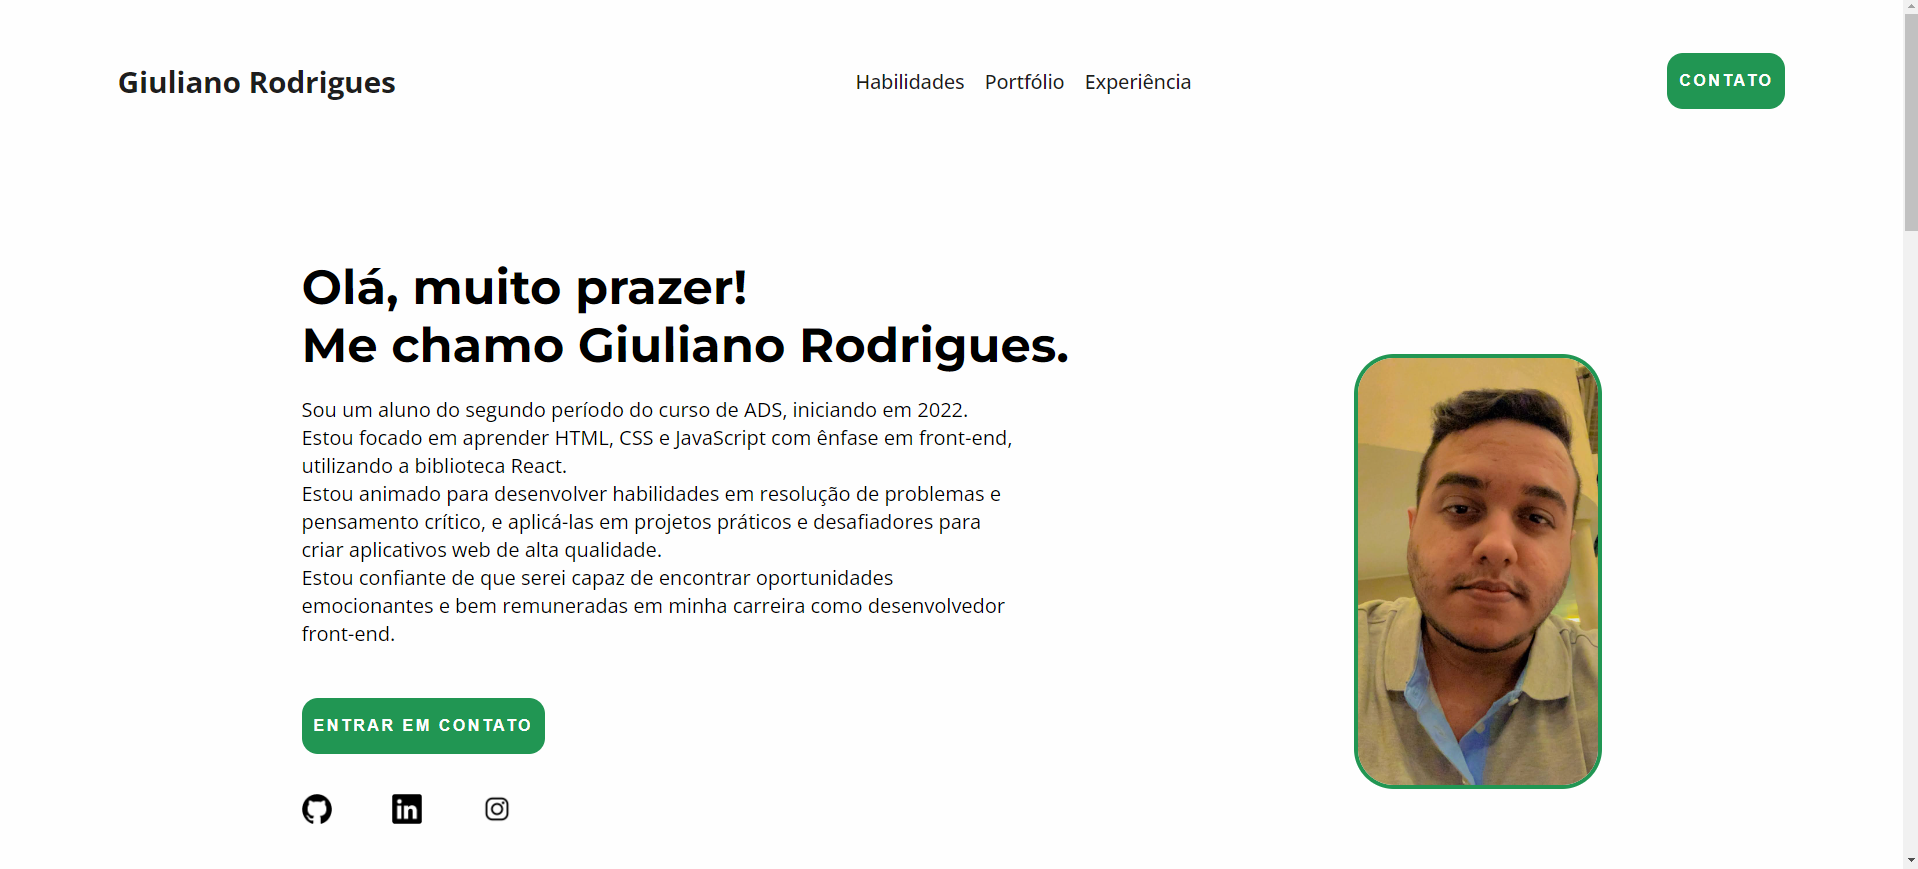 Giuliano Rodrigues
Habilidades Portfólio Experiência
CONTATO
Olá, muito prazer!
Me chamo Giuliano Rodrigues.
Sou um aluno do segundo período do curso de ADS, iniciando em 2022.
Estou focado em aprender HTML, CSS e JavaScript com ênfase em front-end,
utilizando a biblioteca React.
Estou animado para desenvolver habilidades em resolução de problemas e
pensamento crítico, e aplicá-las em projetos práticos e desafiadores para
criar aplicativos web de alta qualidade.
Estou confiante de que serei capaz de encontrar oportunidades
emocionantes e bem remuneradas em minha carreira como desenvolvedor
front-end.
ENTRAR EM CONTATO
in